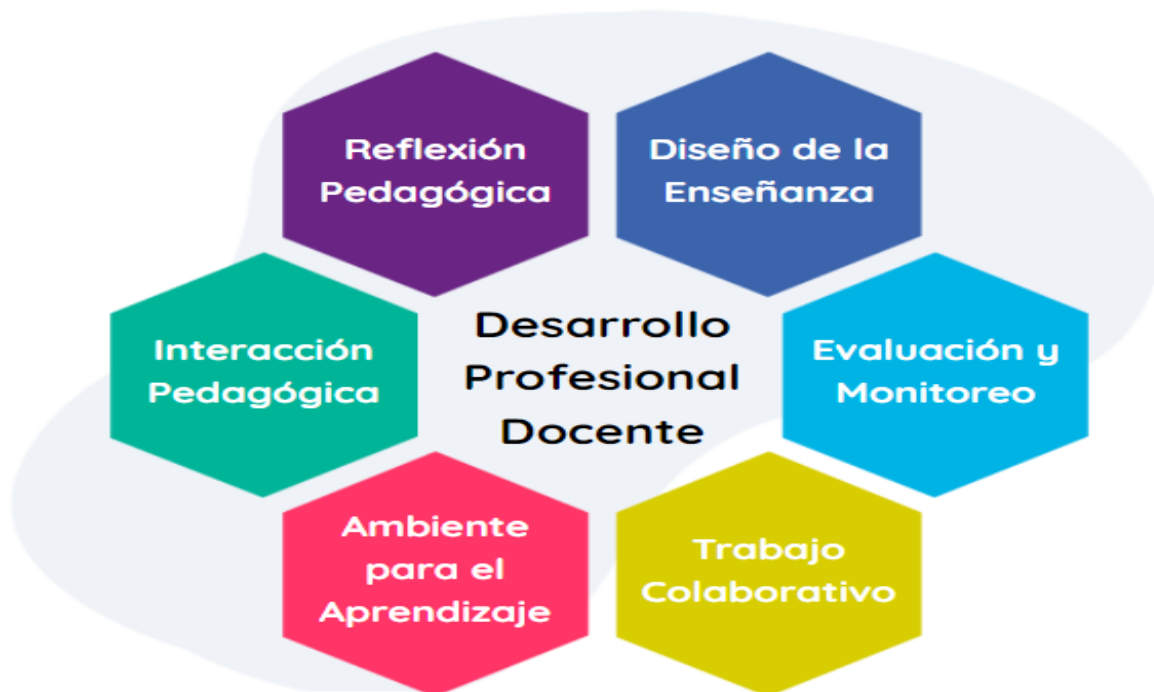 Reflexión
Pedagógica
Diseño de la
Enseñanza
Interacción
Pedagógica
Desarrollo
Profesional
Docente
Evaluación y
Monitoreo
Ambiente
para el
Aprendizaje
Trabajo
Colaborativo